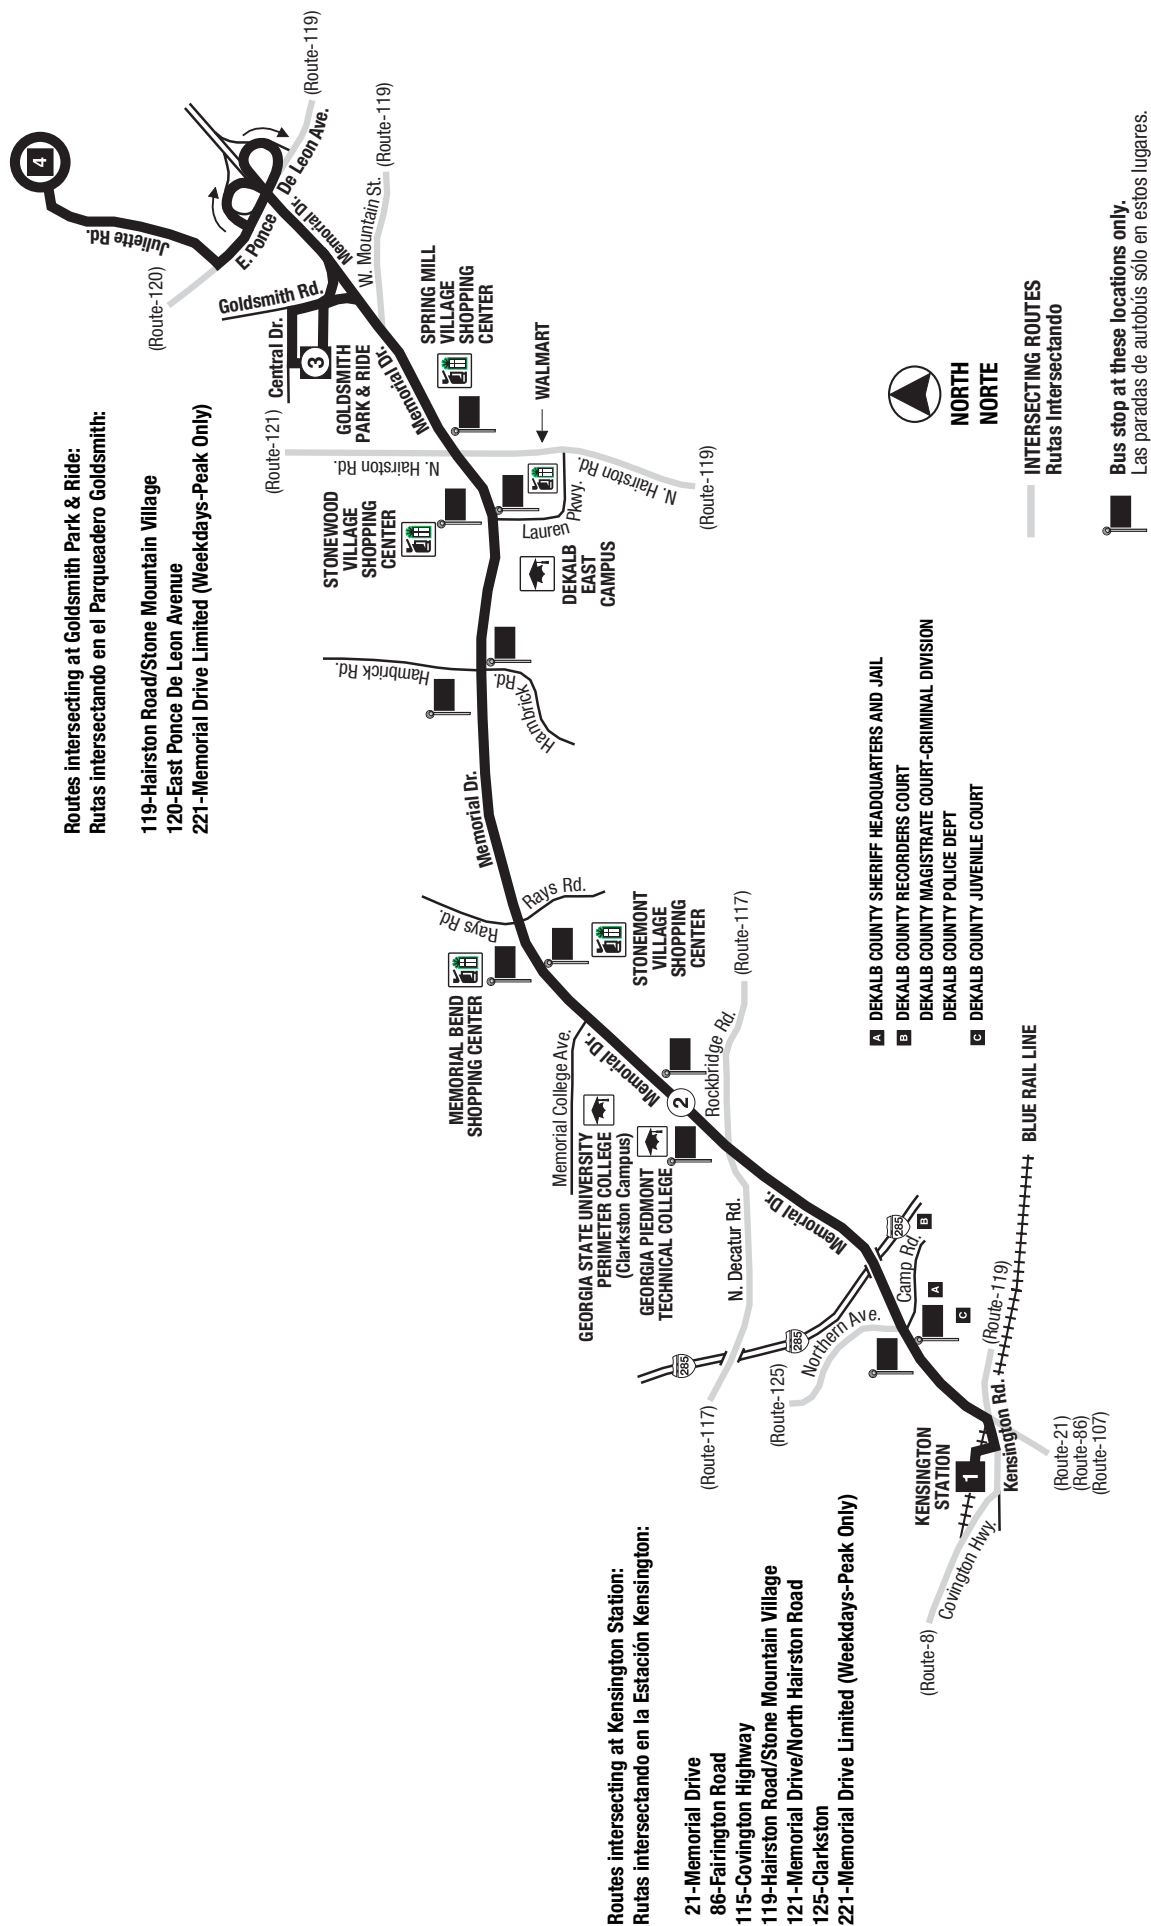 Routes intersecting at Kensington Station:
Rutas intersectando en la Estación Kensington:
21-Memorial Drive
86-Fairington Road
115-Covington Highway
119-Hairston Road/Stone Mountain Village
121-Memorial Drive/North Hairston Road
125-Clarkston
221-Memorial Drive Limited (Weekdays-Peak Only)
Routes intersecting at Goldsmith Park & Ride:
Rutas intersectando en el Parqueadero Goldsmith:
119-Hairston Road/Stone Mountain Village
120-East Ponce De Leon Avenue
221-Memorial Drive Limited (Weekdays-Peak Only)
(Route-8)
Covington Hwy.
KENSINGTON
STATION
1
Kensington Rd.
(Route-21)
(Route-86)
(Route-107)
(Route-119)
BLUE RAIL LINE
(Route-117)
(Route-125)
Northern Ave.
285
285
285
Camp Rd.
A
B
C
N. Decatur Rd.
Memorial Dr.
GEORGIA STATE UNIVERSITY
PERIMETER COLLEGE
(Clarkston Campus)
GEORGIA PIEDMONT
TECHNICAL COLLEGE
2
Rockbridge Rd.
(Route-117)
Memorial College Ave.
Memorial Dr.
MEMORIAL BEND
SHOPPING CENTER
Rays Rd.
Rays Rd.
STONEMONT
VILLAGE
SHOPPING
CENTER
Memorial Dr.
Hambrick Rd.
Hambrick
Rd.
STONEWOOD
VILLAGE
SHOPPING
CENTER
DEKALB
EAST
CAMPUS
Lauren
Pkwy.
(Route-121)
N. Hairston Rd.
N. Hairston Rd.
(Route-119)
WALMART
Memorial Dr.
SPRING MILL
VILLAGE
SHOPPING
CENTER
GOLDSMITH
PARK & RIDE
3
Central Dr.
Goldsmith Rd.
W. Mountain St.
(Route-119)
Memorial Dr.
(Route-120)
E. Ponce
De Leon Ave.
(Route-119)
Juliette Rd.
4
A DEKALB COUNTY SHERIFF HEADQUARTERS AND JAIL
B DEKALB COUNTY RECORDERS COURT
DEKALB COUNTY MAGISTRATE COURT-CRIMINAL DIVISION
DEKALB COUNTY POLICE DEPT
C DEKALB COUNTY JUVENILE COURT
NORTH
NORTE
INTERSECTING ROUTES
Rutas Intersectando
Bus stop at these locations only.
Las paradas de autobús sólo en estos lugares.